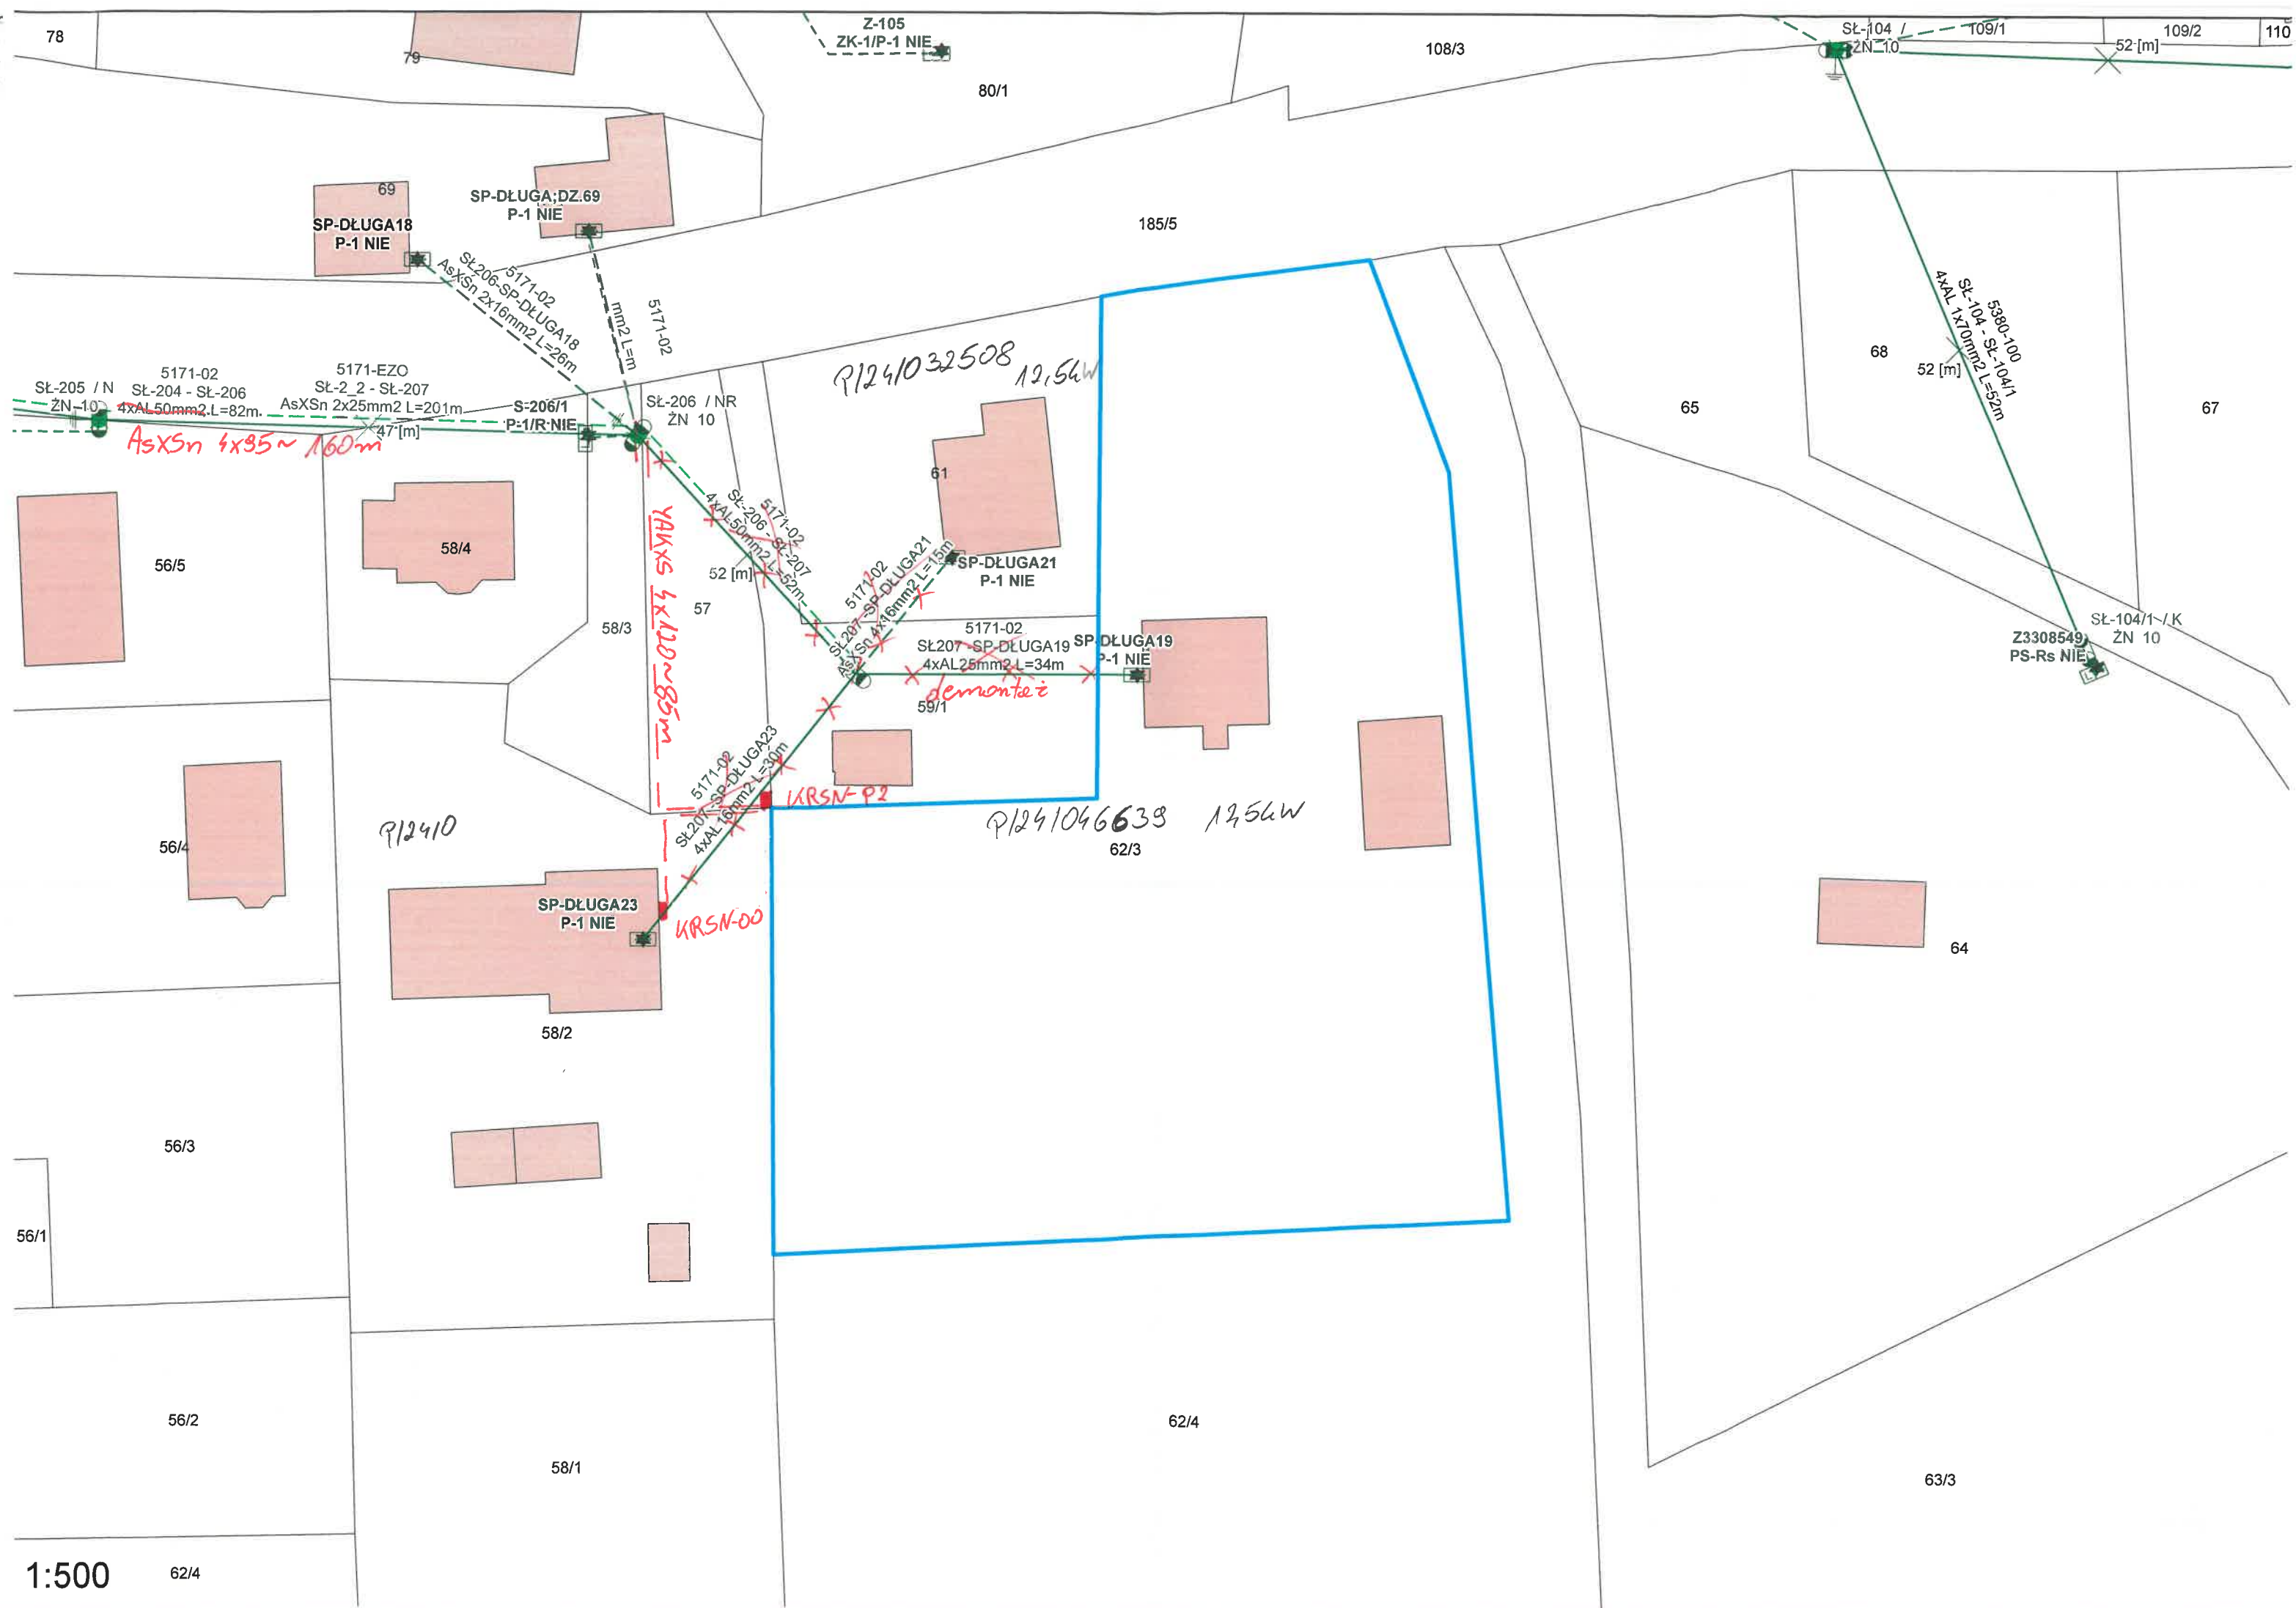 78
79
Z-105
ZK-1/P-1 NIE
80/1
108/3
SŁ-104 /
ŻN 10
109/1
52 [m]
109/2
110
69
SP-DŁUGA18
P-1 NIE
SP-DŁUGA;DZ.69
P-1 NIE
185/5
5171-02
SŁ206-SP-DŁUGA18
AsXSn 2x16mm2 L=26m
5171-02
mm2 L=m
5380-100
SŁ-104 - SŁ-104/1
4xAL 1x70mm2 L=52m
52 [m]
68
65
67
P/24/032508 12,5kW
SŁ-205 / N
ŻN-10
5171-02
SŁ-204 - SŁ-206
4xAL50mm2 L=82m
5171-EZO
SŁ-2_2 - SŁ-207
AsXSn 2x25mm2 L=201m
47 [m]
S-206/1
P-1/R NIE
SŁ-206 / NR
ŻN 10
AsXSn 4x95~160m
61
56/5
58/4
58/3
57
YAKXS 4x120~85m
5171-02
SŁ-206 - SŁ-207
4xAL50mm2 L=52m
52 [m]
5171-02
SŁ207 -SP-DŁUGA21
AsXSn 4x16mm2 L=15m
SP-DŁUGA21
P-1 NIE
5171-02
SŁ207 -SP-DŁUGA19
4xAL25mm2 L=34m
SP-DŁUGA19
P-1 NIE
demontaż
59/1
SŁ-104/1 / K
ŻN 10
Z3308549
PS-Rs NIE
5171-02
SŁ207 -SP-DŁUGA23
4xAL16mm2 L=30m
KRSN-P2
P/24/046639 12,5kW
62/3
P/24/0
56/4
SP-DŁUGA23
P-1 NIE
KRSN-00
64
58/2
56/3
56/1
56/2
58/1
62/4
63/3
1:500
62/4